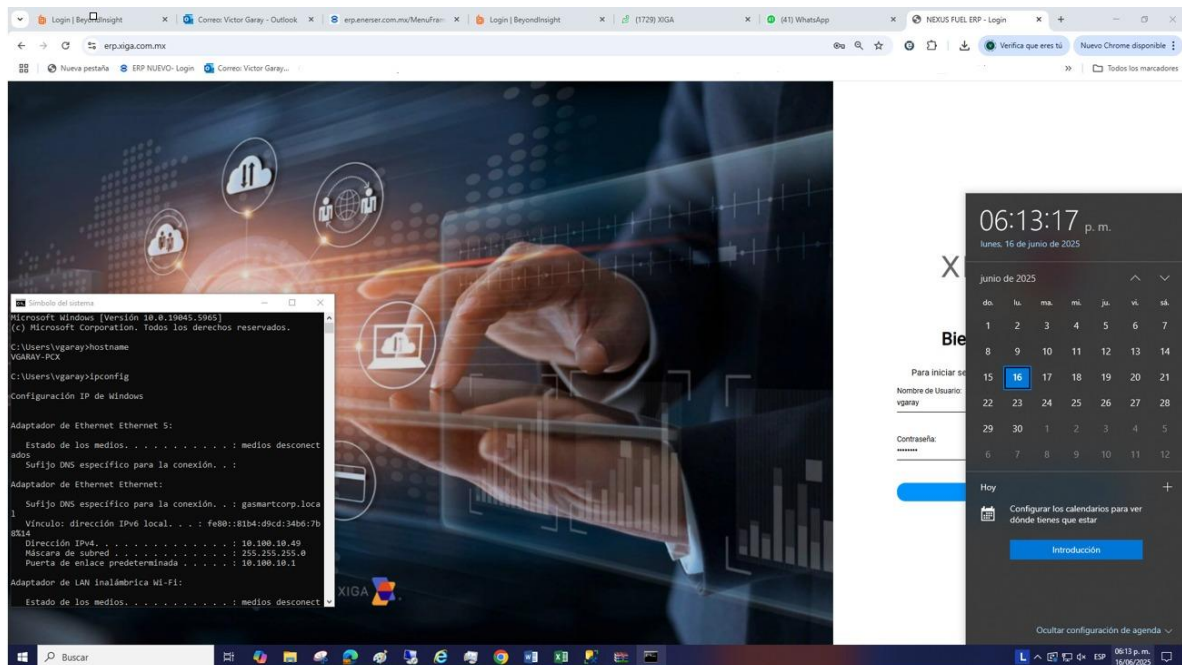 Login | BeyondInsight
Correo: Victor Garay - Outlook
erp.enerser.com.mx/MenuFram
Login | BeyondInsight
(1729) XIGA
(41) WhatsApp
NEXUS FUEL ERP - Login
erp.xiga.com.mx
Verifica que eres tú
Nuevo Chrome disponible
Nueva pestaña
ERP NUEVO- Login
Correo: Victor Garay...
Todos los marcadores
Símbolo del sistema
Microsoft Windows [Versión 10.0.19045.5965]
(c) Microsoft Corporation. Todos los derechos reservados.
C:\Users\vgaray>hostname
VGARAY-PCX
C:\Users\vgaray>ipconfig
Configuración IP de Windows
Adaptador de Ethernet Ethernet 5:
Estado de los medios. . . . . . . . . . . : medios desconect
ados
Sufijo DNS específico para la conexión. . :
Adaptador de Ethernet Ethernet:
Sufijo DNS específico para la conexión. . : gasmartcorp.loca
l
Vínculo: dirección IPv6 local. . . : fe80::81b4:d9cd:34b6:7b
8%14
Dirección IPv4. . . . . . . . . . . . . . : 10.100.10.49
Máscara de subred . . . . . . . . . . . . : 255.255.255.0
Puerta de enlace predeterminada . . . . . : 10.100.10.1
Adaptador de LAN inalámbrica Wi-Fi:
Estado de los medios. . . . . . . . . . . : medios desconect
XIGA
X
Bie
Para iniciar se
Nombre de Usuario:
vgaray
Contraseña:
••••••••
06:13:17 p. m.
lunes, 16 de junio de 2025
junio de 2025
do. lu. ma. mi. ju. vi. sá.
1 2 3 4 5 6 7
8 9 10 11 12 13 14
15 16 17 18 19 20 21
22 23 24 25 26 27 28
29 30 1 2 3 4 5
6 7 8 9 10 11 12
Hoy
Configurar los calendarios para ver
dónde tienes que estar
Introducción
Ocultar configuración de agenda
Buscar
ESP
06:13 p. m.
16/06/2025